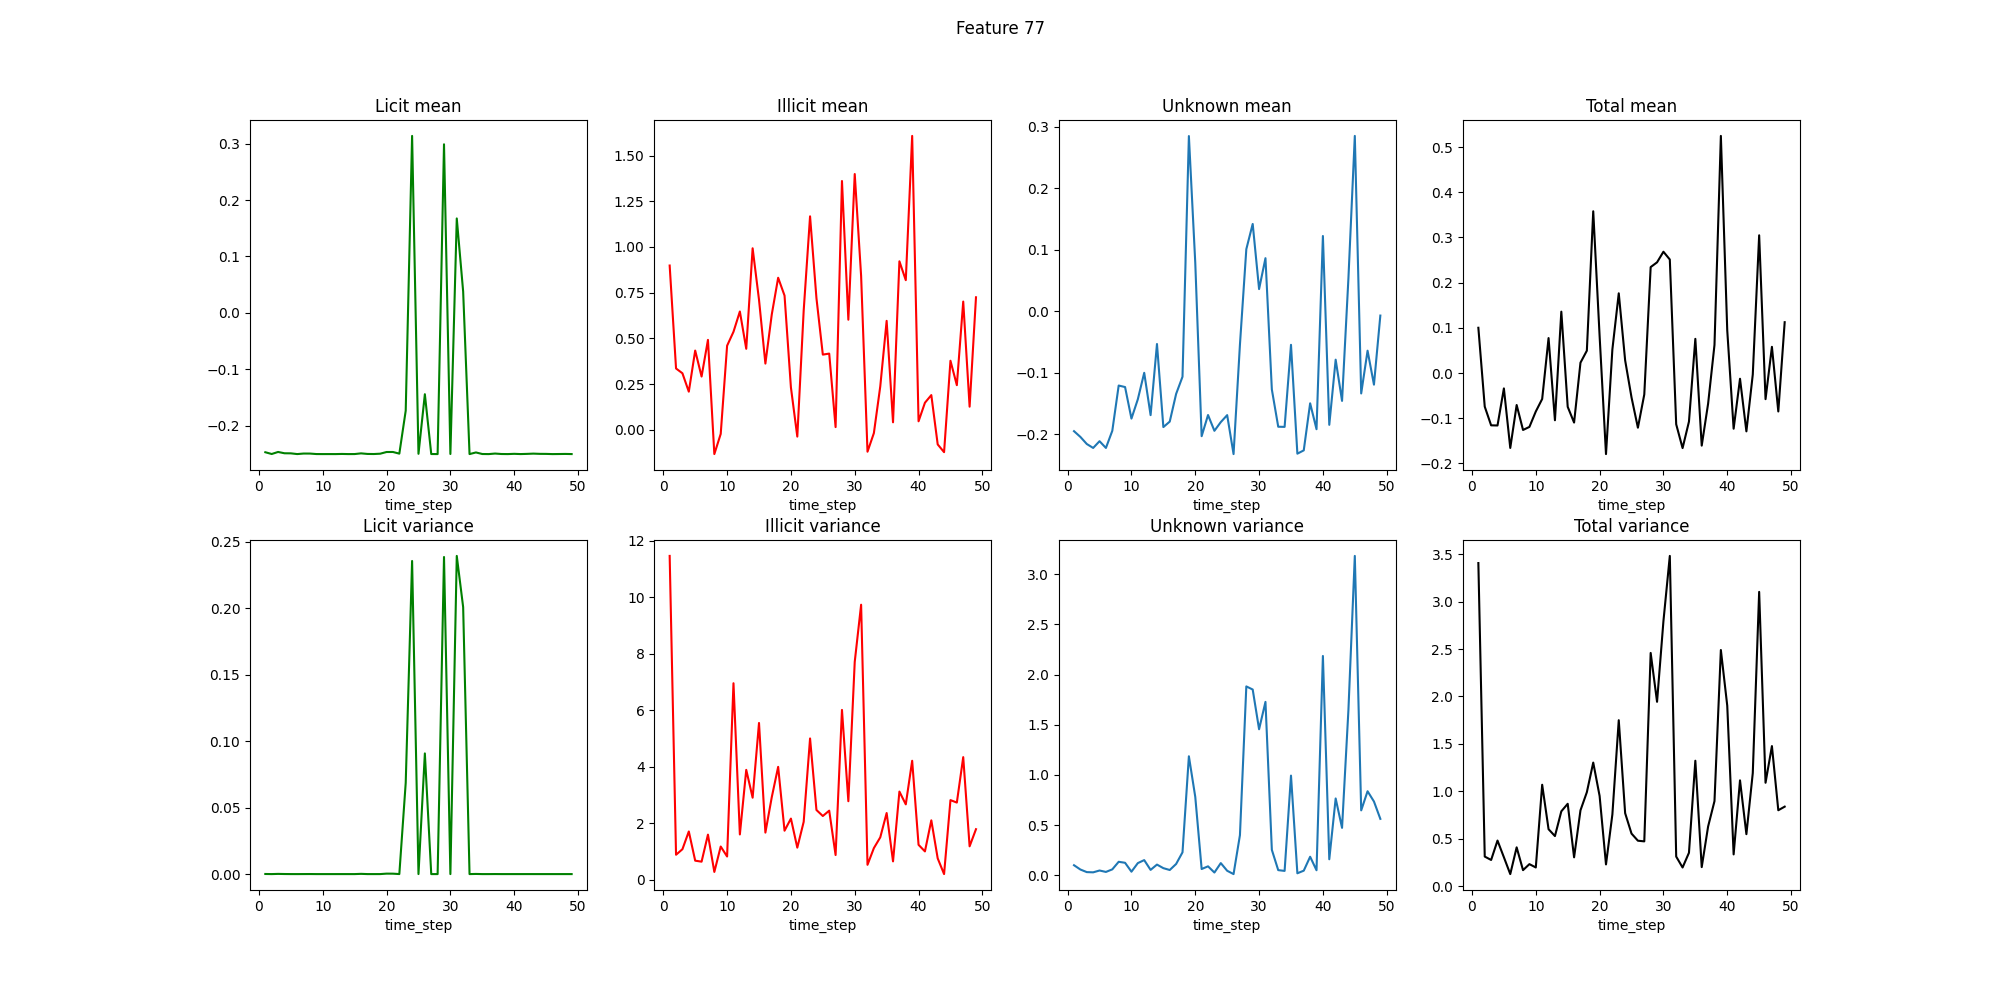 Feature 77
Licit mean
Illicit mean
Unknown mean
Total mean
0.3
0.2
0.1
0.0
−0.1
−0.2
0 10 20 30 40 50
time_step
1.50
1.25
1.00
0.75
0.50
0.25
0.00
0 10 20 30 40 50
time_step
0.3
0.2
0.1
0.0
−0.1
−0.2
0 10 20 30 40 50
time_step
0.5
0.4
0.3
0.2
0.1
0.0
−0.1
−0.2
0 10 20 30 40 50
time_step
Licit variance
Illicit variance
Unknown variance
Total variance
0.25
0.20
0.15
0.10
0.05
0.00
0 10 20 30 40 50
time_step
12
10
8
6
4
2
0
0 10 20 30 40 50
time_step
3.0
2.5
2.0
1.5
1.0
0.5
0.0
0 10 20 30 40 50
time_step
3.5
3.0
2.5
2.0
1.5
1.0
0.5
0.0
0 10 20 30 40 50
time_step